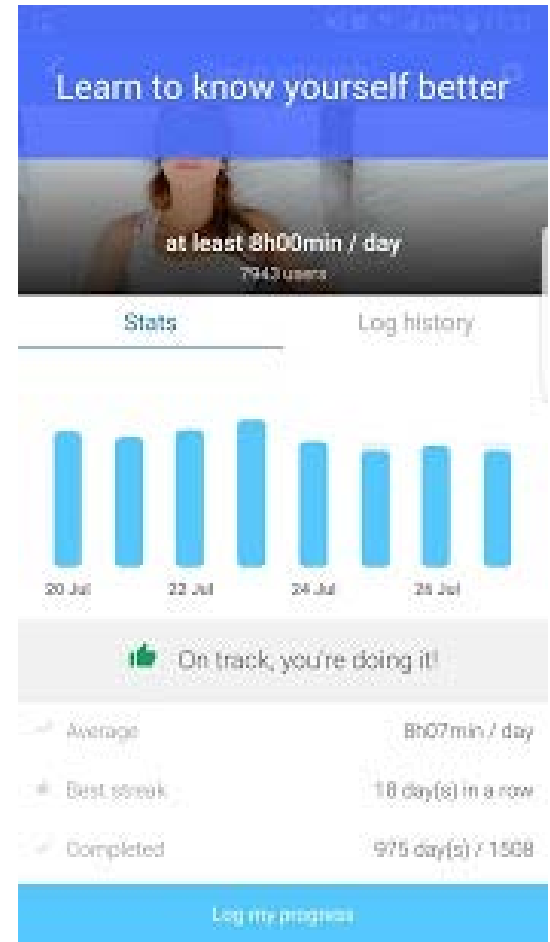 Learn to know yourself better
at least 8h00min / day
7943 users
Stats
Log history
20 Jul
22 Jul
24 Jul
26 Jul
On track, you're doing it!
Average
8h07min / day
Best streak
18 day(s) in a row
Completed
975 day(s) / 1508
Log my progress